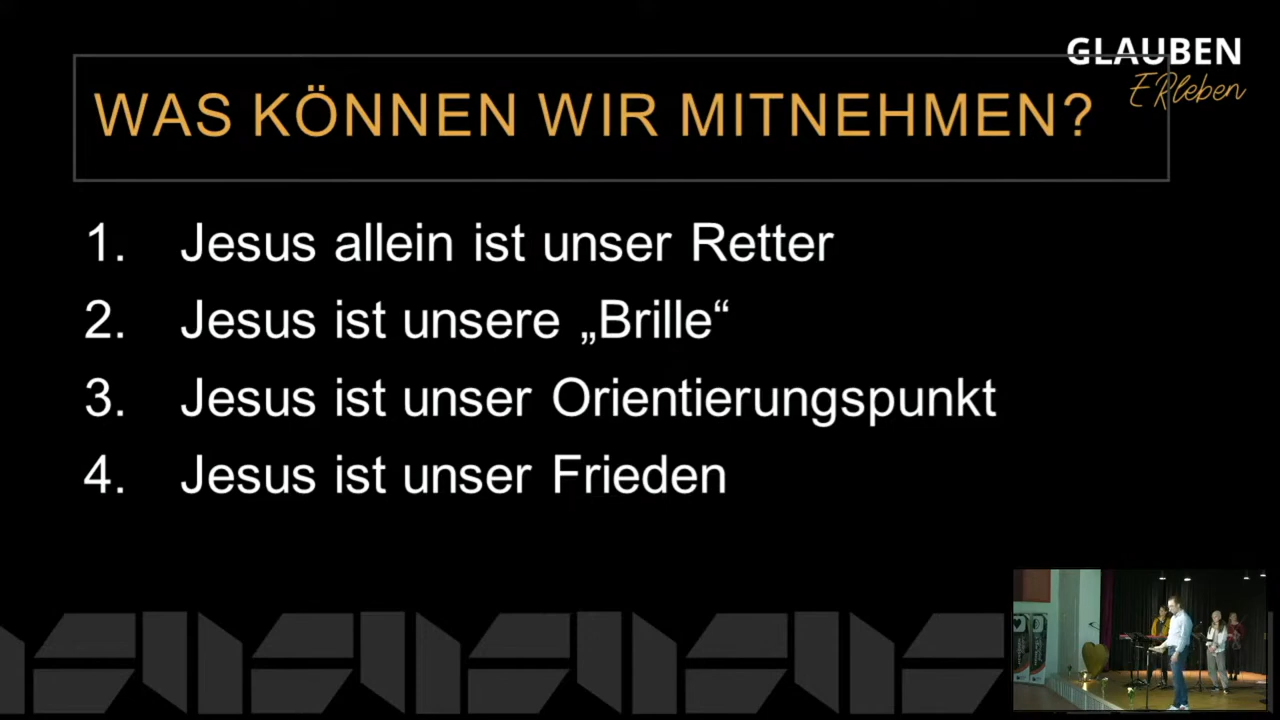 GLAUBEN
ERleben
WAS KÖNNEN WIR MITNEHMEN?
1. Jesus allein ist unser Retter
2. Jesus ist unsere „Brille“
3. Jesus ist unser Orientierungspunkt
4. Jesus ist unser Frieden